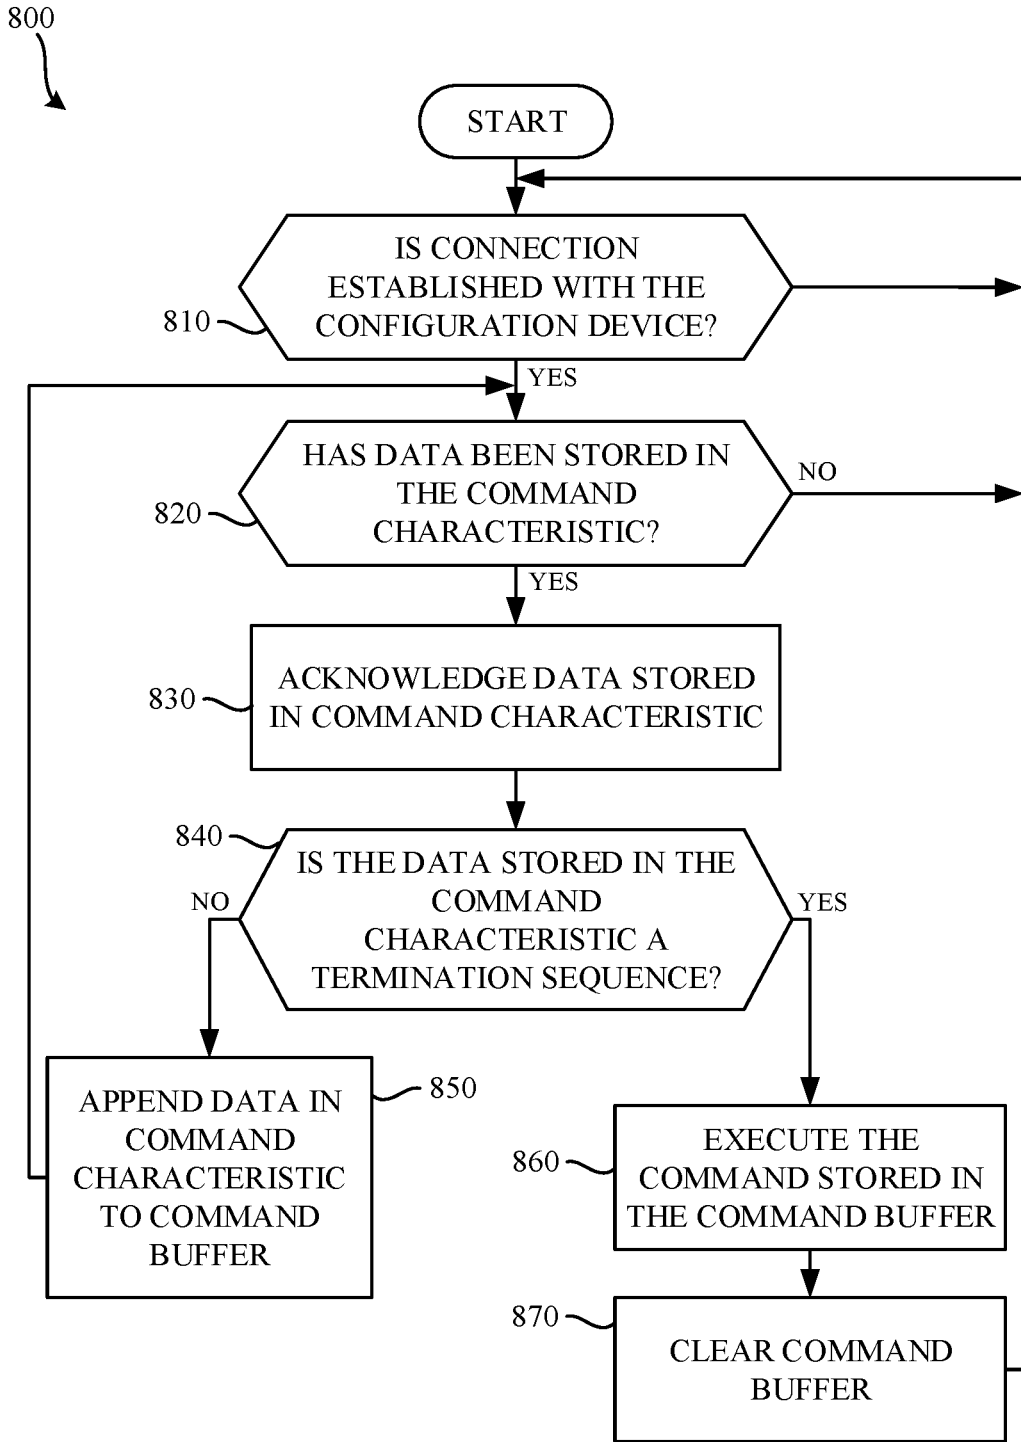 800
START
IS CONNECTION
ESTABLISHED WITH THE
CONFIGURATION DEVICE?
810
YES
HAS DATA BEEN STORED IN
THE COMMAND
CHARACTERISTIC?
NO
820
YES
ACKNOWLEDGE DATA STORED
IN COMMAND CHARACTERISTIC
830
840
IS THE DATA STORED IN THE
COMMAND
CHARACTERISTIC A
TERMINATION SEQUENCE?
NO
YES
APPEND DATA IN
COMMAND
CHARACTERISTIC
TO COMMAND
BUFFER
850
EXECUTE THE
COMMAND STORED IN
THE COMMAND BUFFER
860
870
CLEAR COMMAND
BUFFER